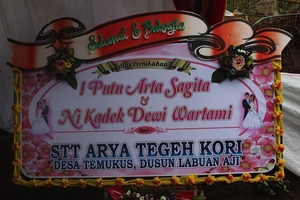 Selamat & Bahagia
Atas Pernikahan
I Putu Arta Sagita
&
Ni Kadek Dewi Wartami
STT ARYA TEGEH KORI
DESA TEMUKUS, DUSUN LABUAN AJI